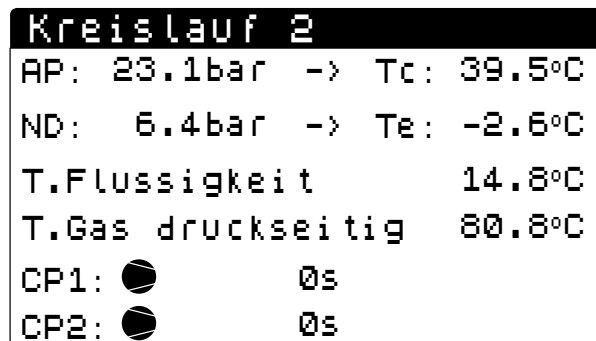 Kreislauf 2
AP: 23.1bar -> Tc: 39.5°C
ND: 6.4bar -> Te: -2.6°C
T.Flussigkeit 14.8°C
T.Gas druckseitig 80.8°C
CP1: 0s
CP2: 0s